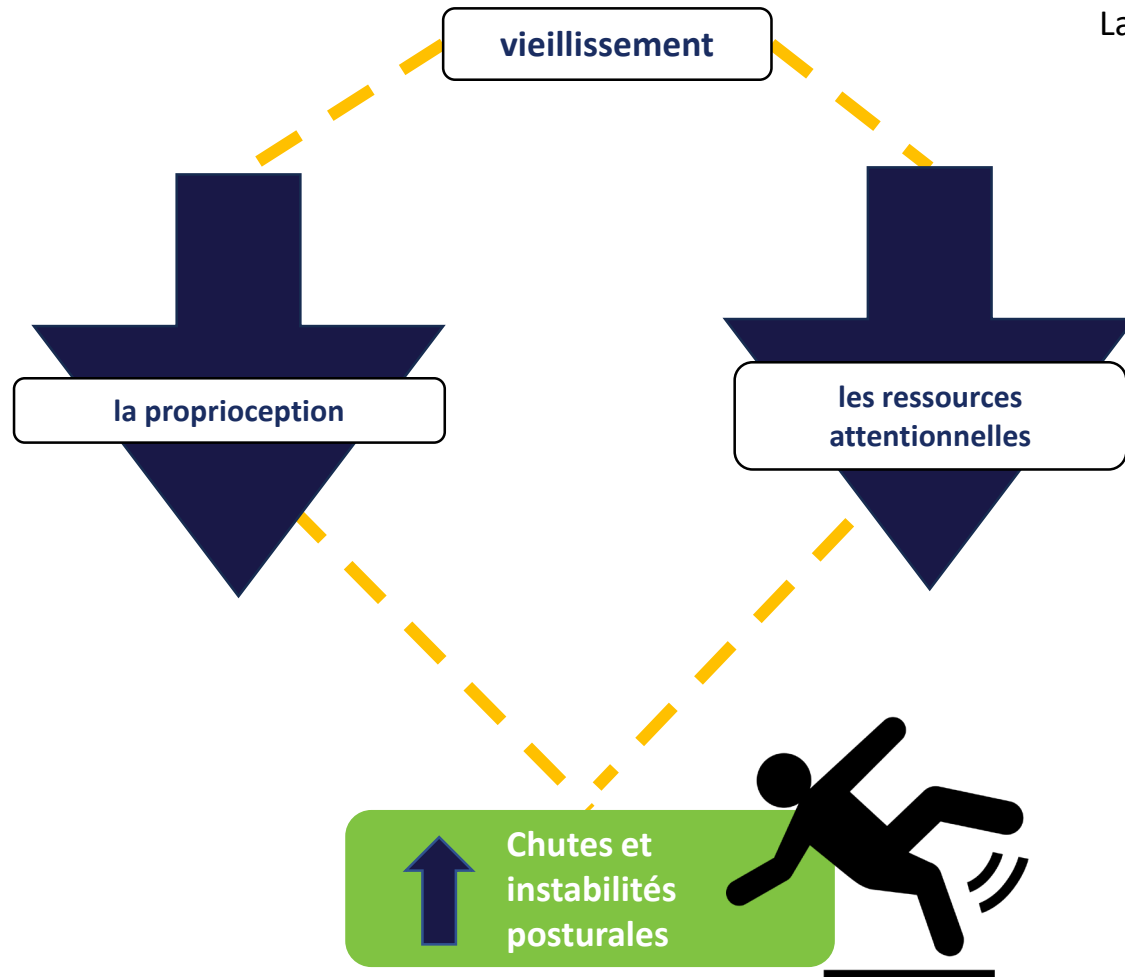 vieillissement
La
la proprioception
les ressources
attentionnelles
Chutes et
instabilités
posturales